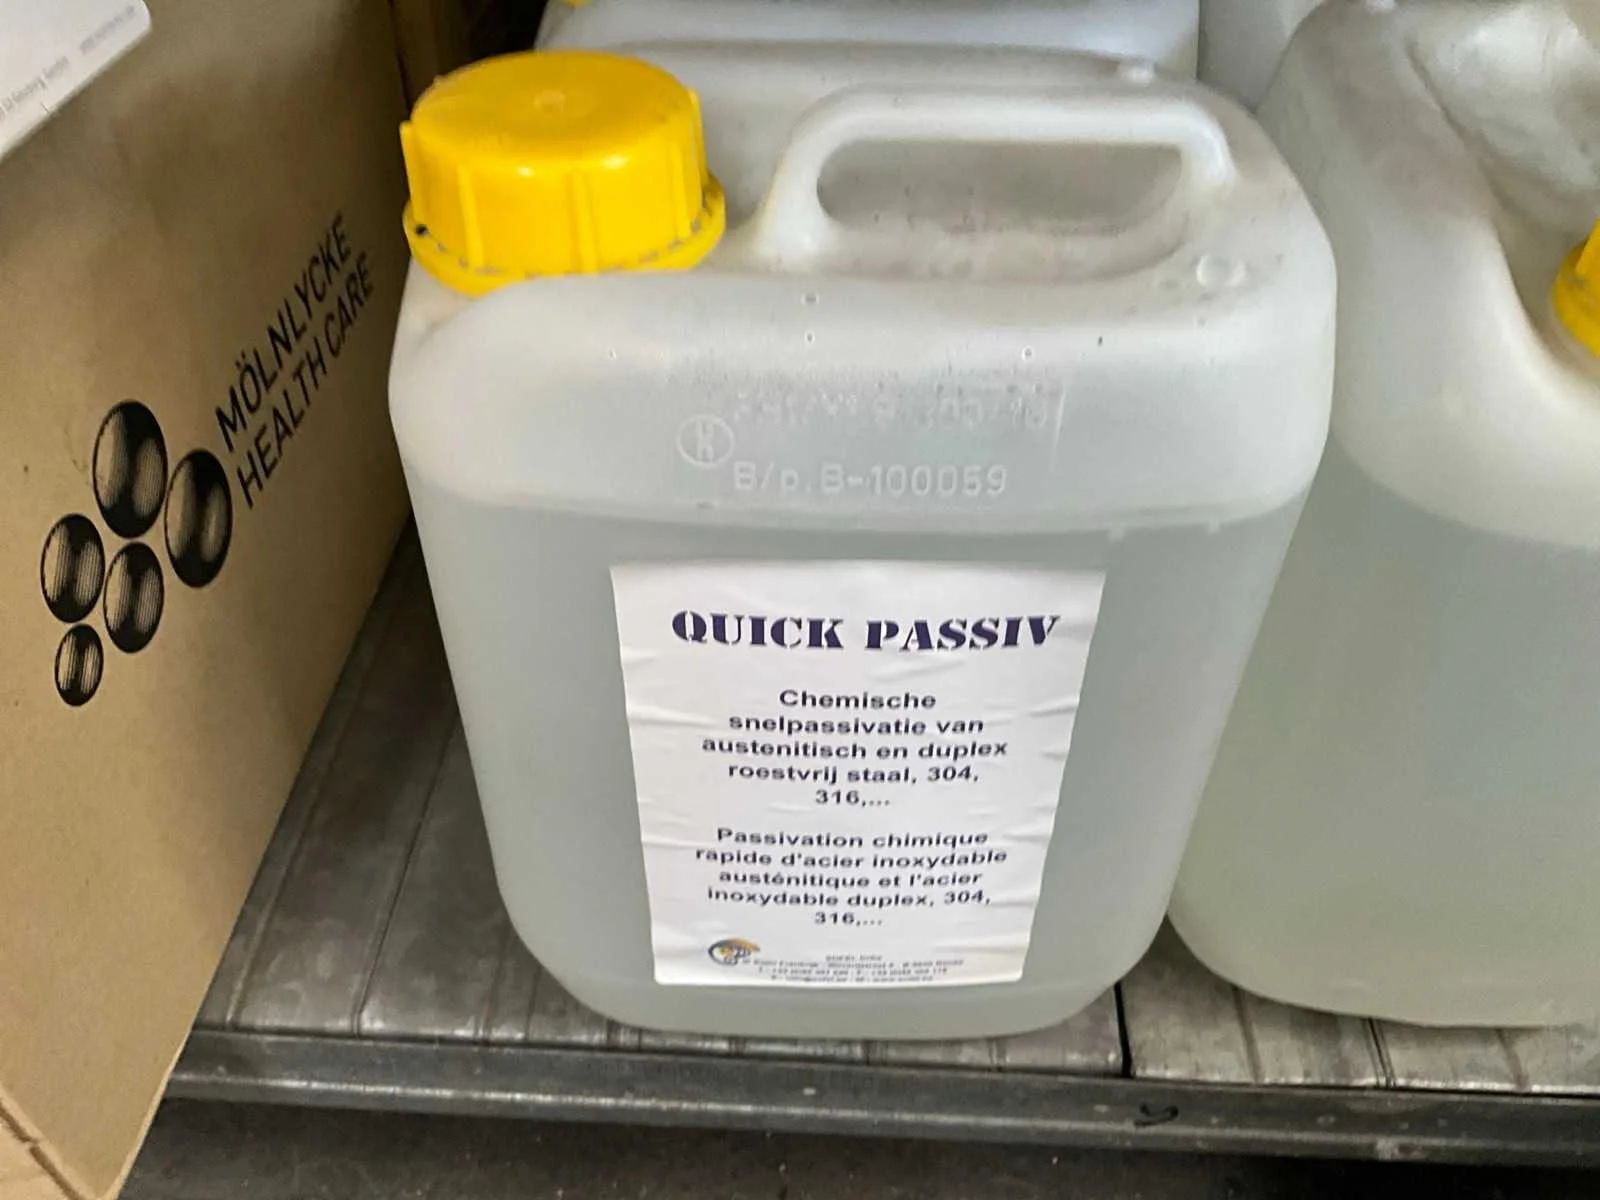 MÖLNLYCKE
HEALTH CARE
B/p.B-100059
QUICK PASSIV
Chemische
snelpassivatie van
austenitisch en duplex
roestvrij staal, 304,
316,...
Passivation chimique
rapide d'acier inoxydable
austénitique et l'acier
inoxydable duplex, 304,
316,...